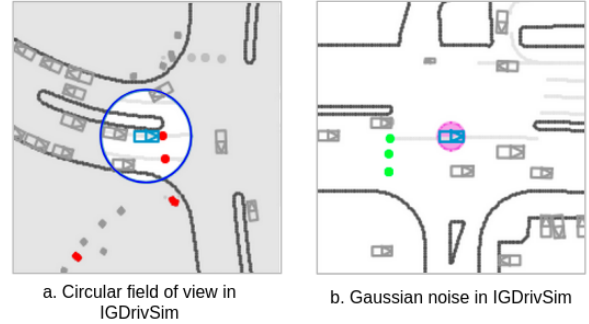 a. Circular field of view in
IGDrivSim
b. Gaussian noise in IGDrivSim